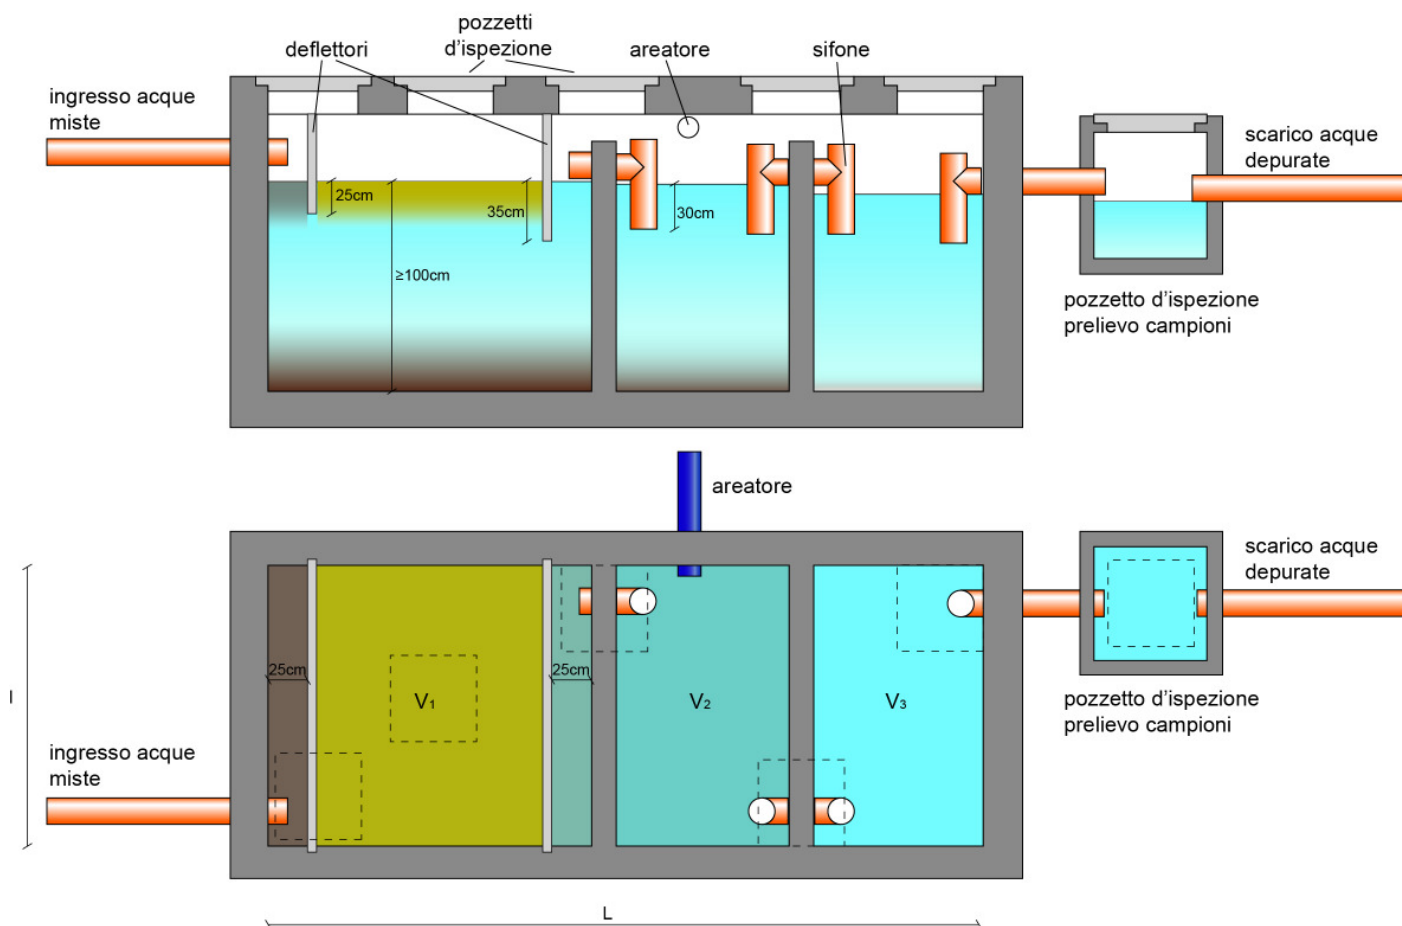 pozzetti
d'ispezione
deflettori
areatore
sifone
ingresso acque
miste
scarico acque
depurate
25cm
35cm
30cm
≥100cm
pozzetto d'ispezione
prelievo campioni
areatore
scarico acque
depurate
25cm
25cm
l
V1
V2
V3
pozzetto d'ispezione
prelievo campioni
ingresso acque
miste
L